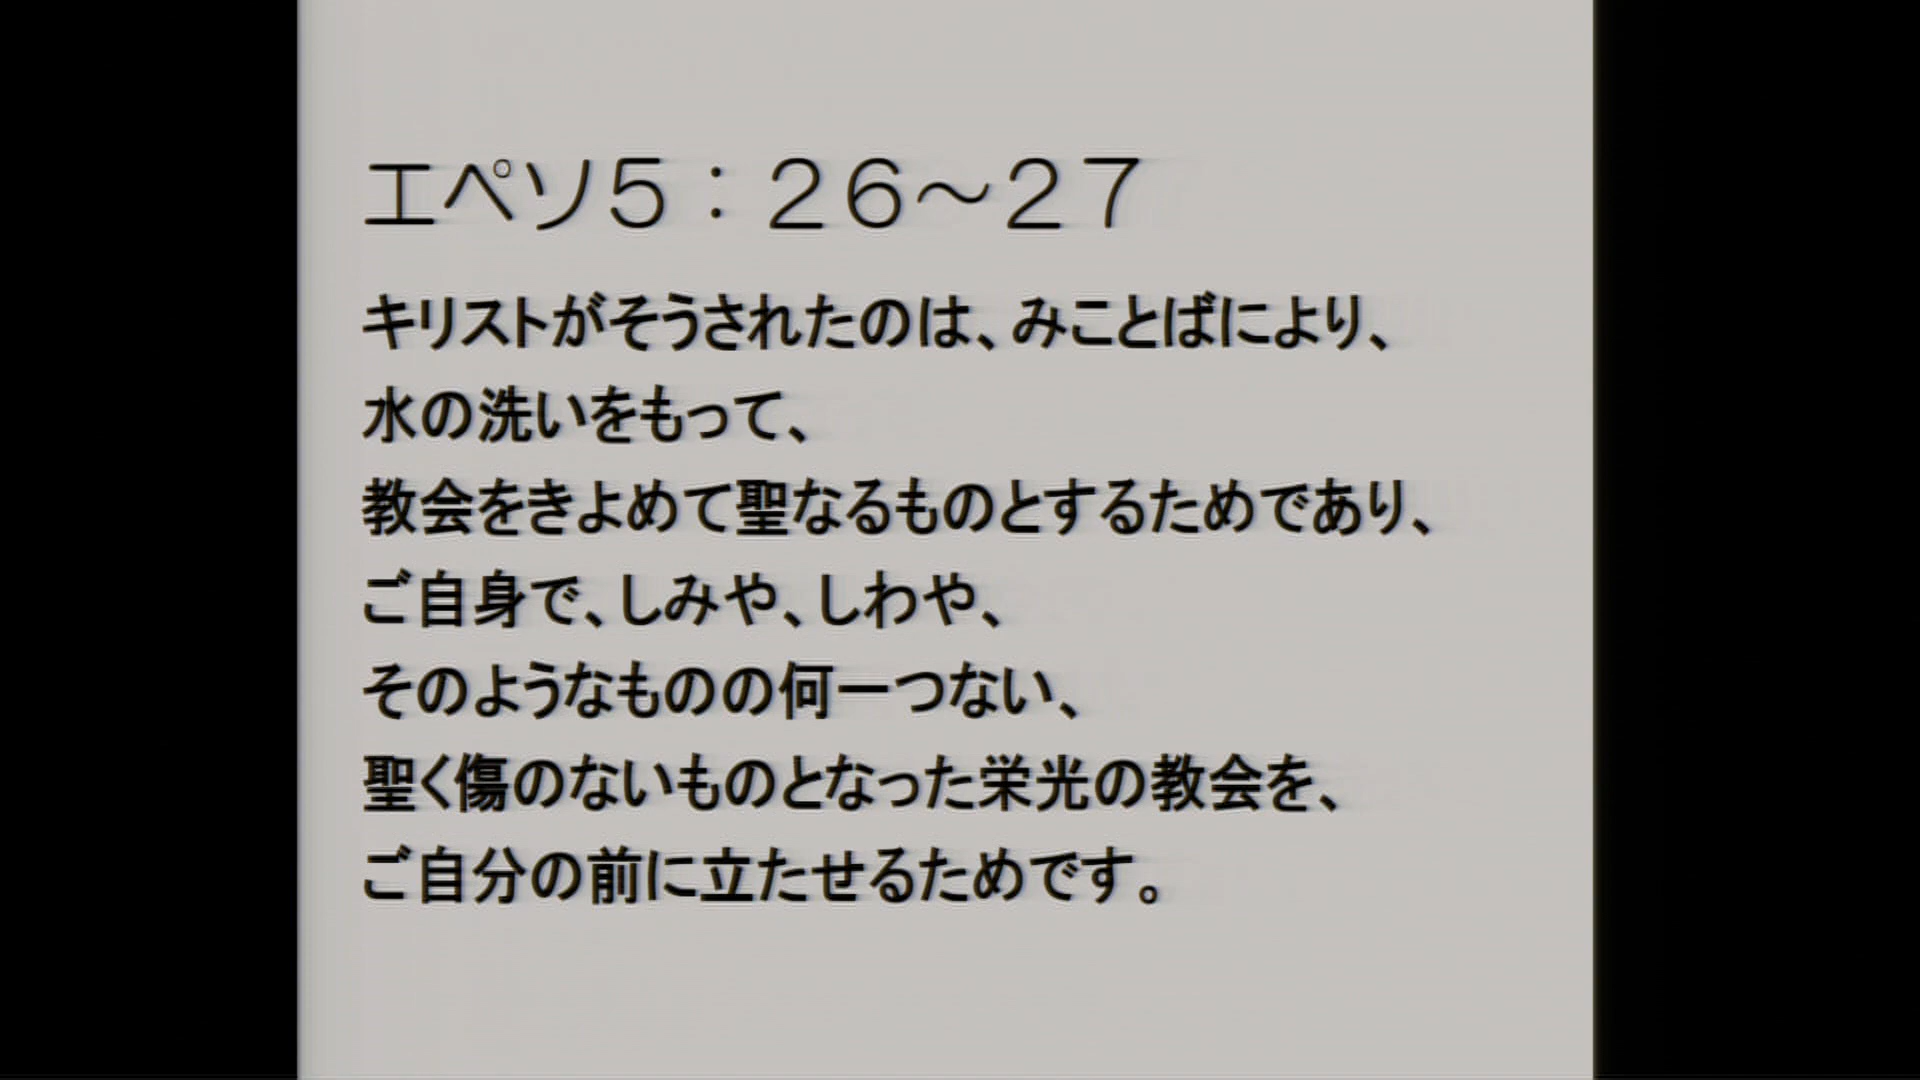 エペソ５：２６～２７
キリストがそうされたのは、みことばにより、
水の洗いをもって、
教会をきよめて聖なるものとするためであり、
ご自身で、しみや、しわや、
そのようなものの何一つない、
聖く傷のないものとなった栄光の教会を、
ご自分の前に立たせるためです。